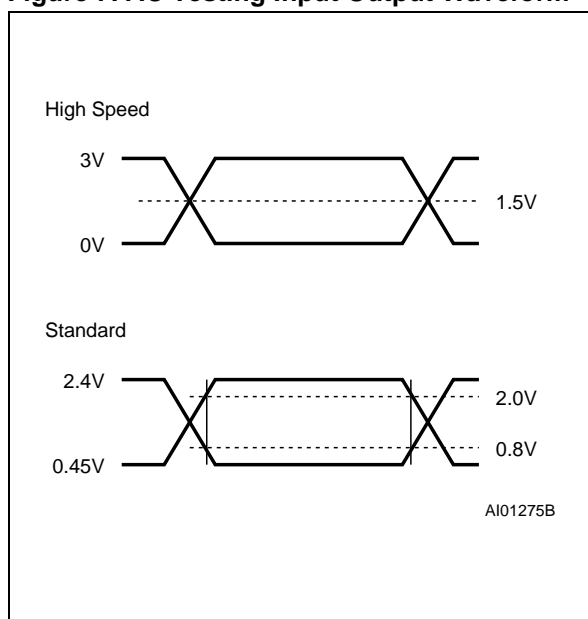 Figure AC Testing Input Output Waveform
High Speed
3V
1.5V
0V
Standard
2.4V
2.0V
0.8V
0.45V
AI01275B